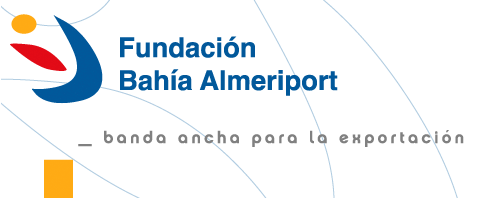 Fundación
Bahía Almeriport
_ banda ancha para la exportación